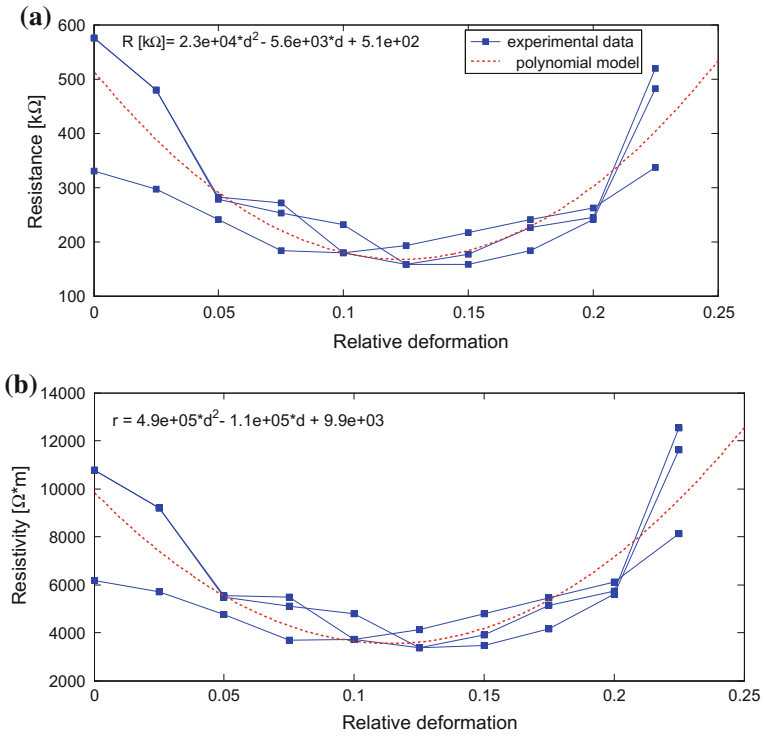 (a)
R [kΩ]= 2.3e+04*d² - 5.6e+03*d + 5.1e+02
experimental data
polynomial model
600
500
400
300
200
100
Resistance [kΩ]
0 0.05 0.1 0.15 0.2 0.25
Relative deformation
(b)
r = 4.9e+05*d² - 1.1e+05*d + 9.9e+03
14000
12000
10000
8000
6000
4000
2000
Resistivity [Ω*m]
0 0.05 0.1 0.15 0.2 0.25
Relative deformation